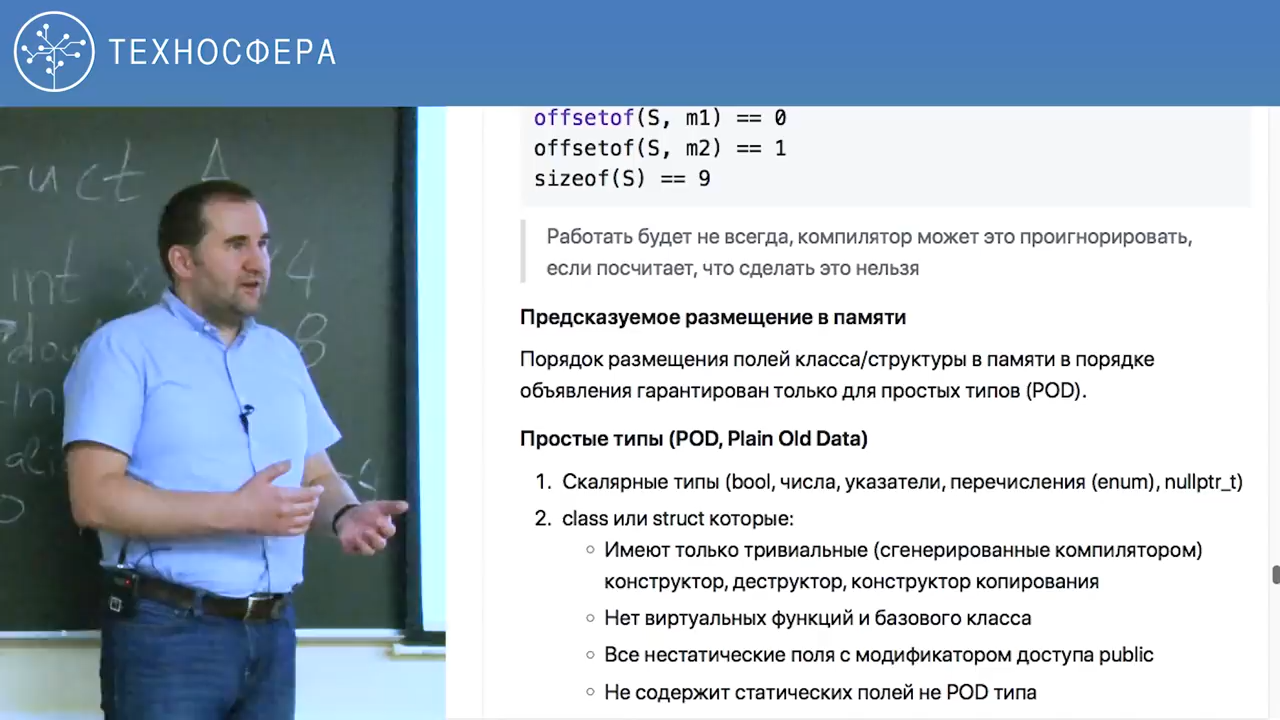 ТЕХНОСФЕРА
ruct A
int x 4
8
offsetof(S, m1) == 0
offsetof(S, m2) == 1
sizeof(S) == 9
Работать будет не всегда, компилятор может это проигнорировать,
если посчитает, что сделать это нельзя
Предсказуемое размещение в памяти
Порядок размещения полей класса/структуры в памяти в порядке
объявления гарантирован только для простых типов (POD).
Простые типы (POD, Plain Old Data)
1. Скалярные типы (bool, числа, указатели, перечисления (enum), nullptr_t)
2. class или struct которые:
◦ Имеют только тривиальные (сгенерированные компилятором)
конструктор, деструктор, конструктор копирования
◦ Нет виртуальных функций и базового класса
◦ Все нестатические поля с модификатором доступа public
◦ Не содержит статических полей не POD типа